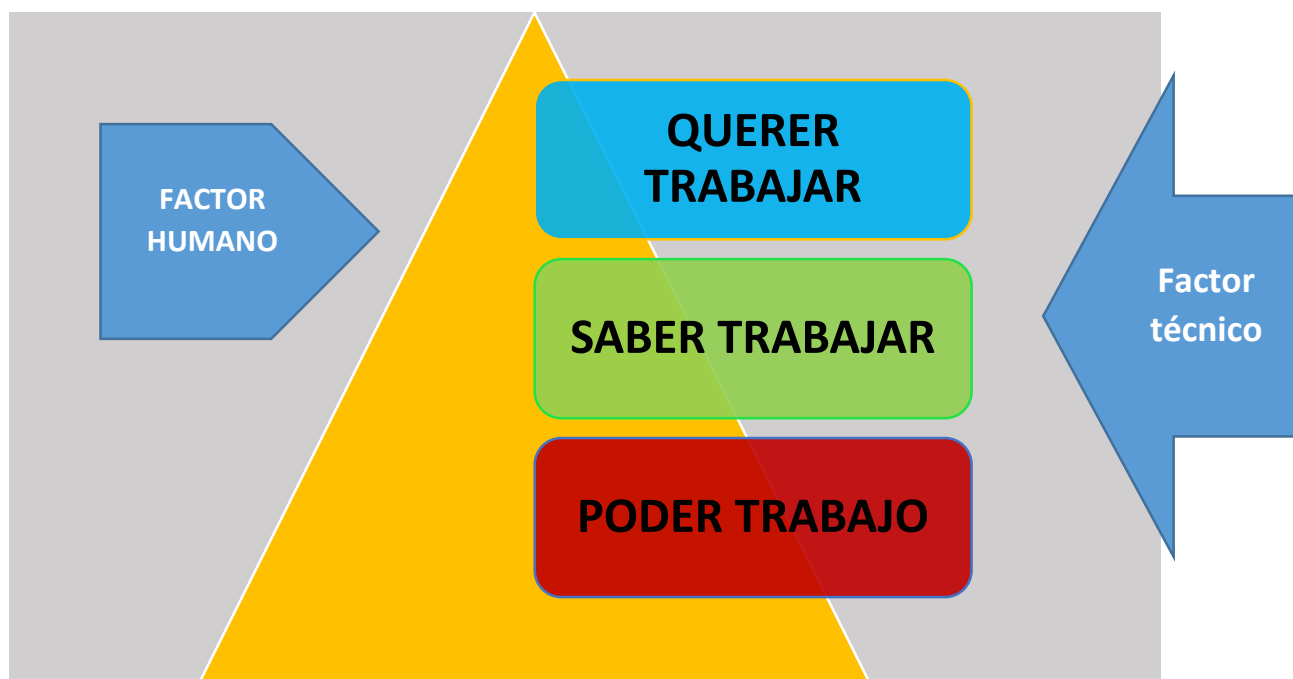 FACTOR
HUMANO
QUERER
TRABAJAR
SABER TRABAJAR
PODER TRABAJO
Factor
técnico